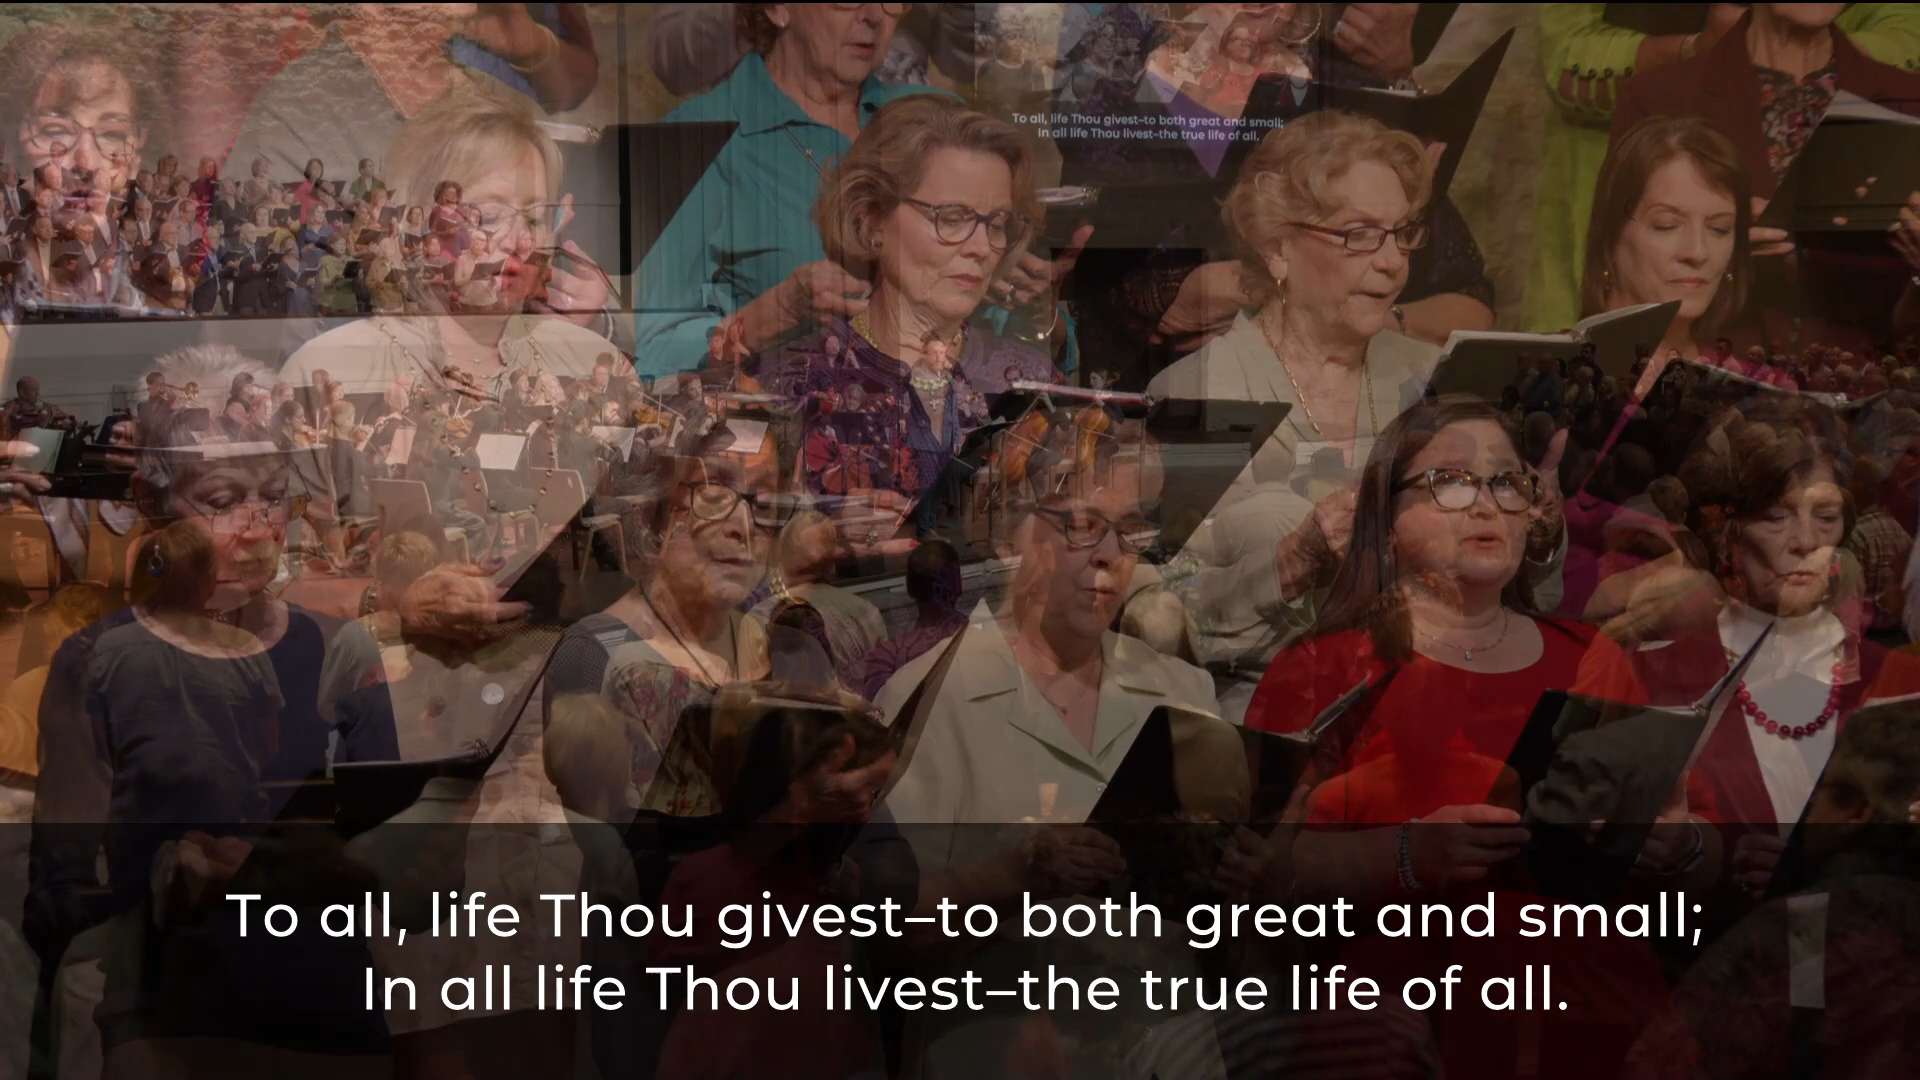 To all, life Thou givest–to both great and small;
In all life Thou livest–the true life of all.
To all, life Thou givest–to both great and small;
In all life Thou livest–the true life of all.